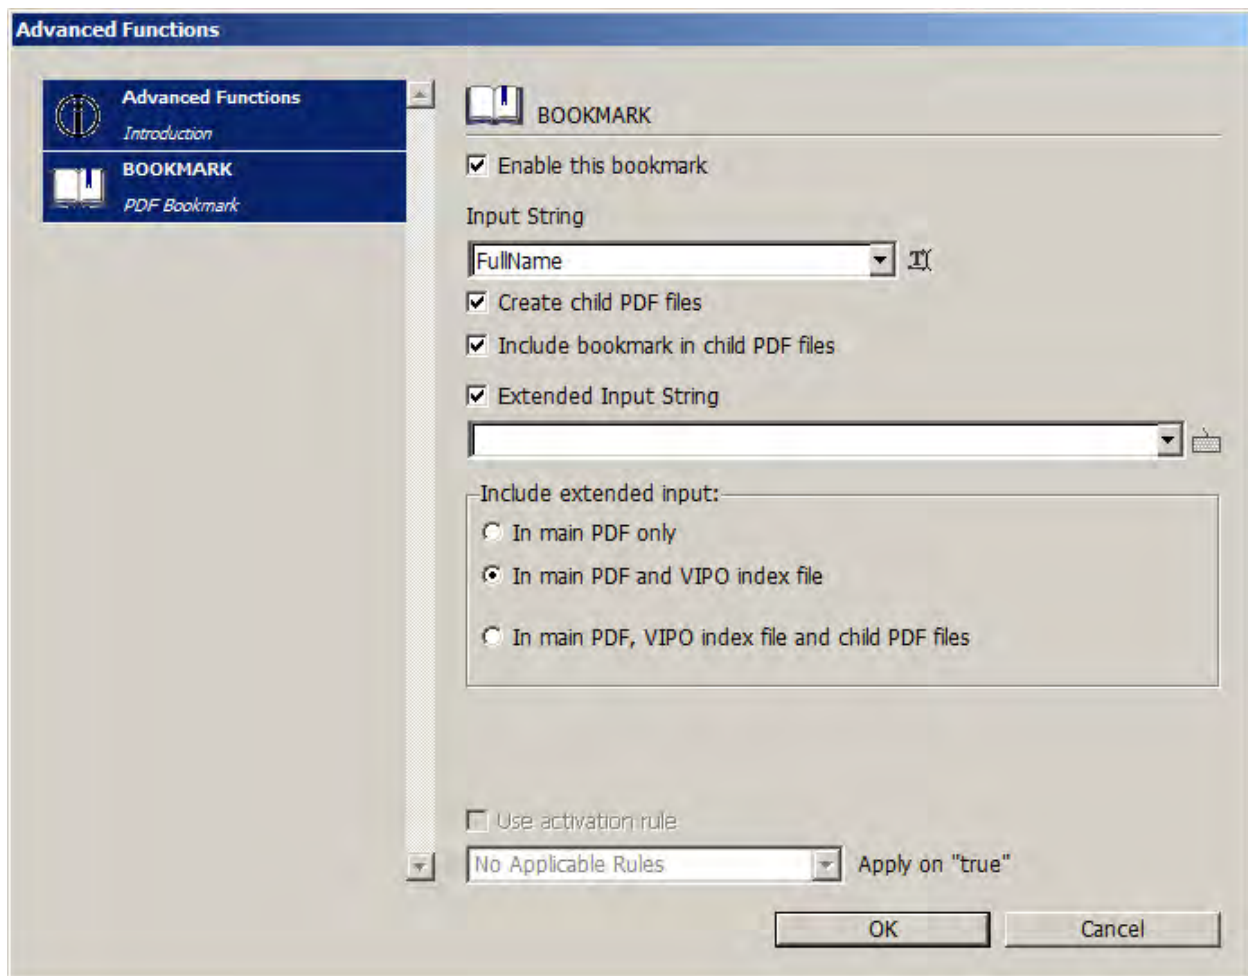 Advanced Functions
Advanced Functions
Introduction
BOOKMARK
PDF Bookmark
BOOKMARK
Enable this bookmark
Input String
FullName
Create child PDF files
Include bookmark in child PDF files
Extended Input String
Include extended input:
In main PDF only
In main PDF and VIPO index file
In main PDF, VIPO index file and child PDF files
Use activation rule
No Applicable Rules Apply on "true"
OK Cancel